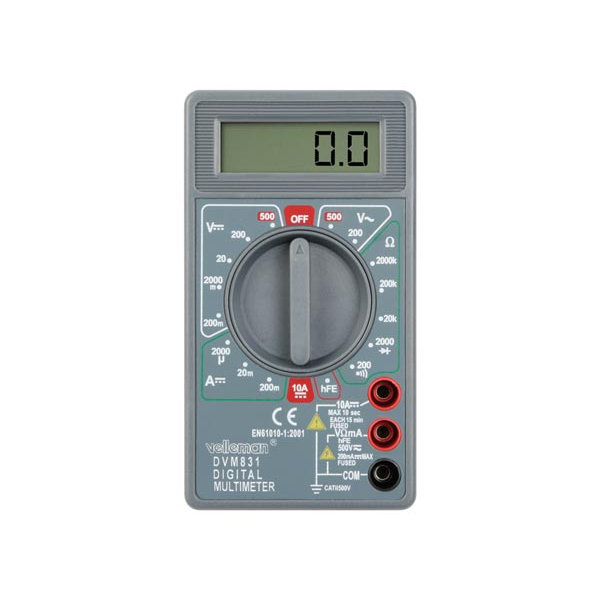 0.0
500 OFF 500
V⎓ 200 200 V~
20 Ω
2000k
2000
m 200k
20k
200m 2000
2000
µ 200
A⎓ 20m 200m 10A hFE
10A⎓
MAX 10 sec
EACH 15 min
FUSED
CE
EN61010-1:2001
VΩmA
hFE
500V≂
200mA⎓MAX
FUSED
velleman®
DVM831
DIGITAL
MULTIMETER
COM
CATII500V